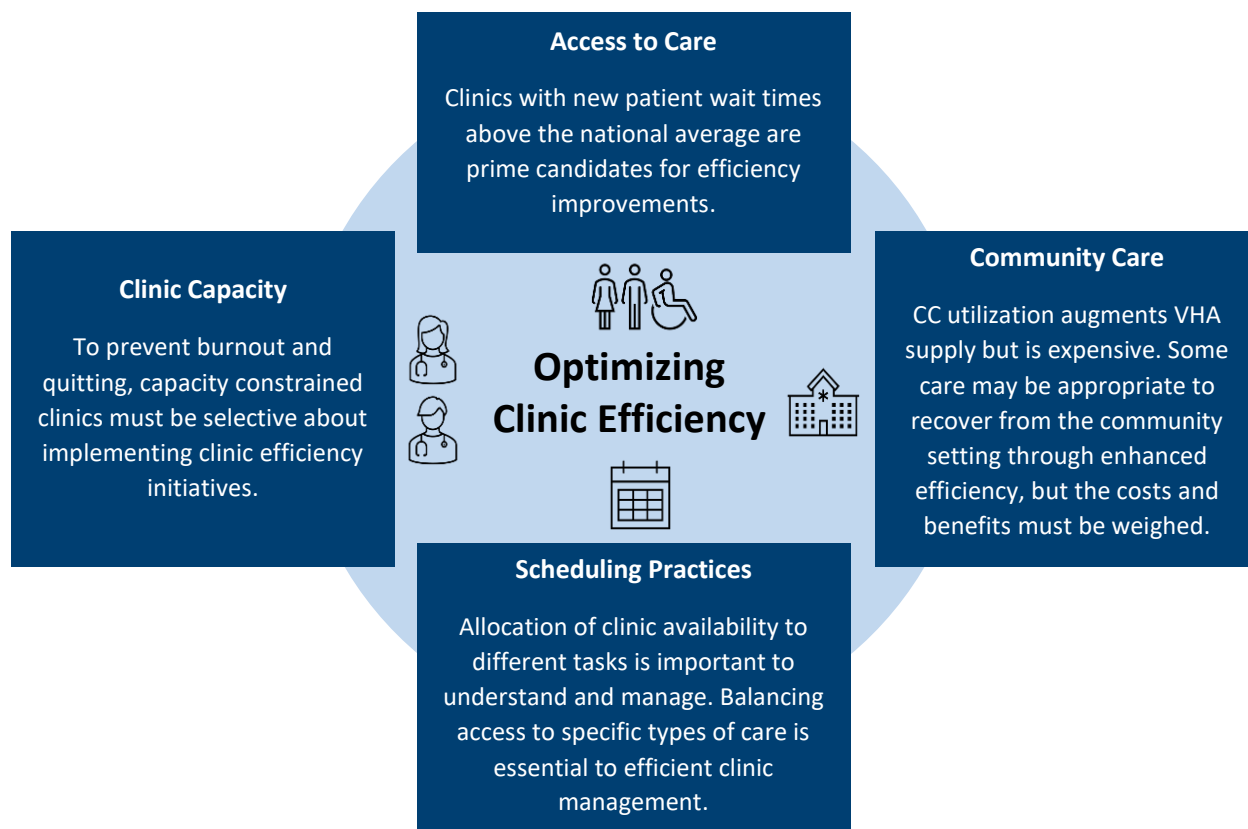 Access to Care
Clinics with new patient wait times
above the national average are
prime candidates for efficiency
improvements.
Clinic Capacity
To prevent burnout and
quitting, capacity constrained
clinics must be selective about
implementing clinic efficiency
initiatives.
Optimizing
Clinic Efficiency
Community Care
CC utilization augments VHA
supply but is expensive. Some
care may be appropriate to
recover from the community
setting through enhanced
efficiency, but the costs and
benefits must be weighed.
Scheduling Practices
Allocation of clinic availability to
different tasks is important to
understand and manage. Balancing
access to specific types of care is
essential to efficient clinic
management.